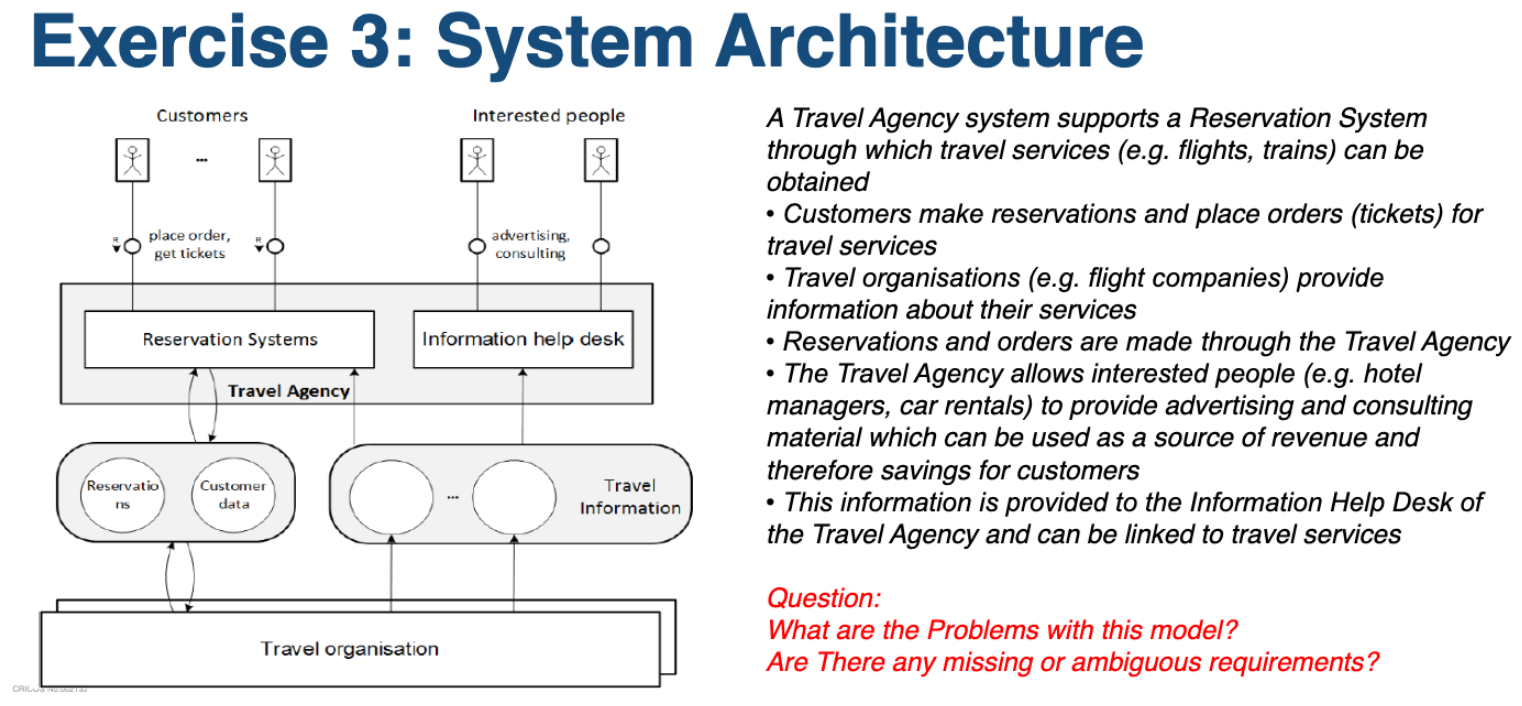 Exercise 3: System Architecture
Customers
Interested people
...
R
place order,
get tickets
R
advertising,
consulting
Reservation Systems
Information help desk
Travel Agency
Reservatio
ns
Customer
data
...
Travel
Information
Travel organisation
A Travel Agency system supports a Reservation System
through which travel services (e.g. flights, trains) can be
obtained
• Customers make reservations and place orders (tickets) for
travel services
• Travel organisations (e.g. flight companies) provide
information about their services
• Reservations and orders are made through the Travel Agency
• The Travel Agency allows interested people (e.g. hotel
managers, car rentals) to provide advertising and consulting
material which can be used as a source of revenue and
therefore savings for customers
• This information is provided to the Information Help Desk of
the Travel Agency and can be linked to travel services
Question:
What are the Problems with this model?
Are There any missing or ambiguous requirements?